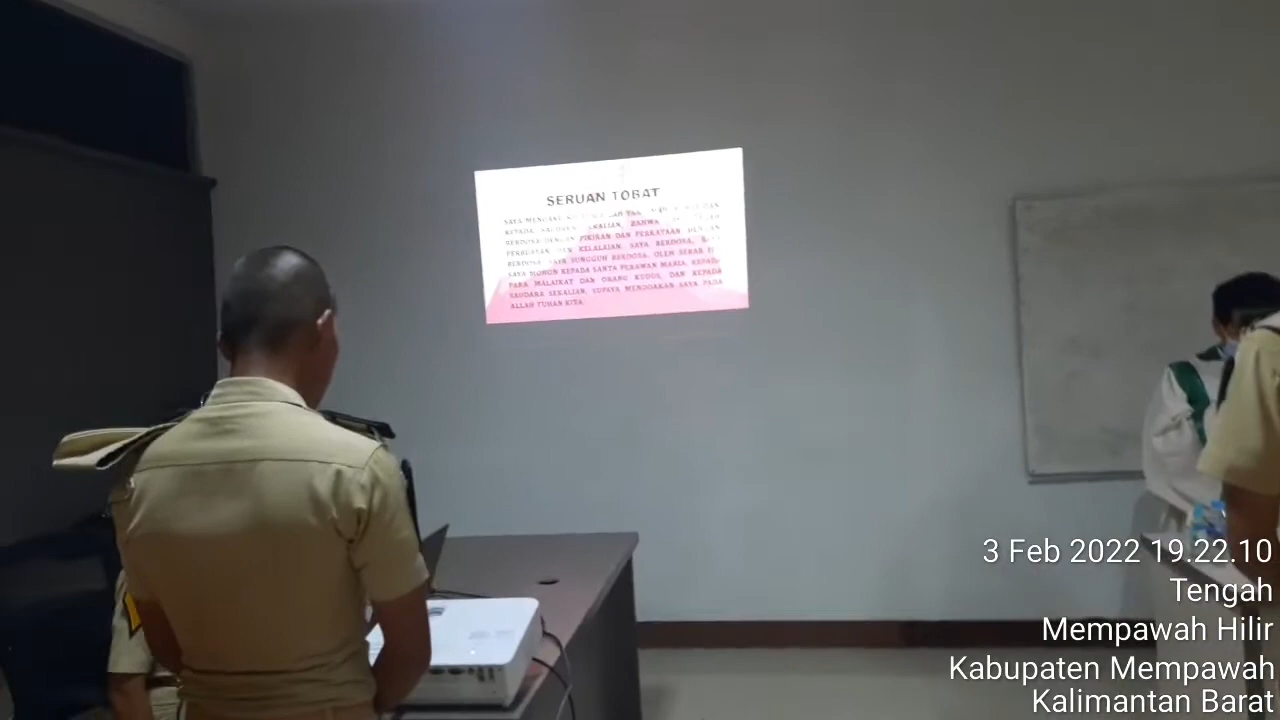 SERUAN TOBAT
SAYA MENGAKU
KEPADA SAUDARA SEKALIAN, BAHWA SAYA TELAH
BERDOSA DENGAN PIKIRAN DAN PERKATAAN DENGAN
PERBUATAN DAN KELALAIAN. SAYA BERDOSA, SAYA
BERDOSA, SAYA SUNGGUH BERDOSA. OLEH SEBAB ITU
SAYA MOHON KEPADA SANTA PERAWAN MARIA, KEPADA
PARA MALAIKAT DAN ORANG KUDUS, DAN KEPADA
SAUDARA SEKALIAN, SUPAYA MENDOAKAN SAYA PADA
ALLAH TUHAN KITA.
3 Feb 2022 19.22.10
Tengah
Mempawah Hilir
Kabupaten Mempawah
Kalimantan Barat